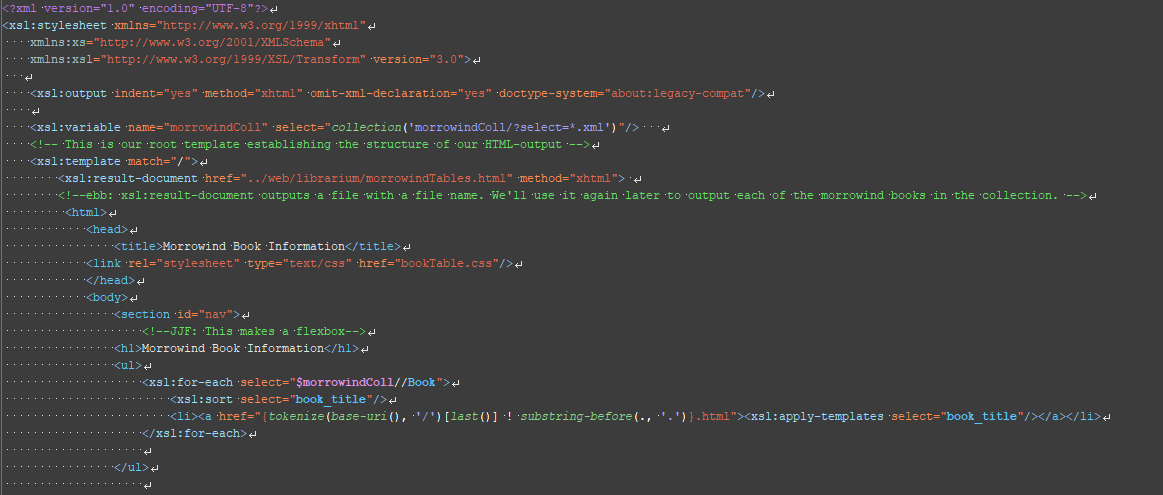 <?xml version="1.0" encoding="UTF-8"?>
<xsl:stylesheet xmlns="http://www.w3.org/1999/xhtml"
    xmlns:xs="http://www.w3.org/2001/XMLSchema"
    xmlns:xsl="http://www.w3.org/1999/XSL/Transform" version="3.0">
    <xsl:output indent="yes" method="xhtml" omit-xml-declaration="yes" doctype-system="about:legacy-compat"/>
    <xsl:variable name="morrowindColl" select="collection('morrowindColl/?select=*.xml')"/>
    <!-- This is our root template establishing the structure of our HTML-output -->
    <xsl:template match="/">
        <xsl:result-document href="../web/librarium/morrowindTables.html" method="xhtml">
        <!--ebb: xsl:result-document outputs a file with a file name. We'll use it again later to output each of the morrowind books in the collection. -->
         <html>
            <head>
                <title>Morrowind Book Information</title>
            <link rel="stylesheet" type="text/css" href="bookTable.css"/>
            </head>
            <body>
                <section id="nav">
                    <!--JJF: This makes a flexbox-->
                <h1>Morrowind Book Information</h1>
                <ul>
                    <xsl:for-each select="$morrowindColl//Book">
                        <xsl:sort select="book_title"/>
                        <li><a href="{tokenize(base-uri(), '/')[last()] ! substring-before(., '.')}.html"><xsl:apply-templates select="book_title"/></a></li>
                    </xsl:for-each>
                </ul>